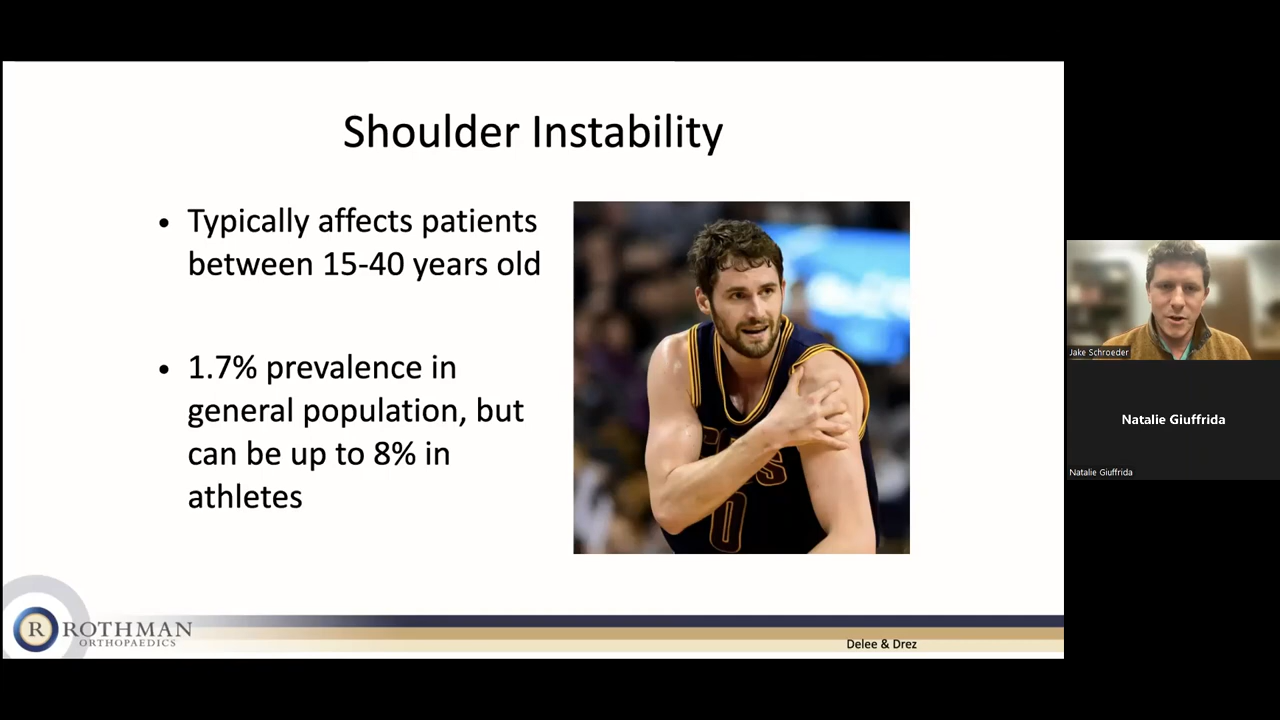 Shoulder Instability
• Typically affects patients
between 15-40 years old
• 1.7% prevalence in
general population, but
can be up to 8% in
athletes
0
R ROTHMAN
ORTHOPAEDICS
Delee & Drez
Jake Schroeder
Natalie Giuffrida
Natalie Giuffrida